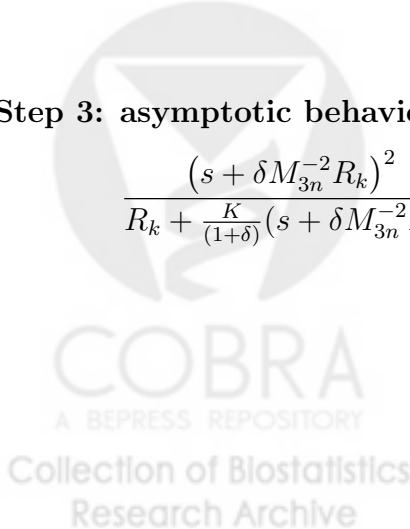 Step 3: asymptotic behavi
(s + δM_{3n}^{-2} R_k)^2
R_k + \frac{K}{(1+δ)}(s + δM_{3n}^{-2}
COBRA
A BEPRESS REPOSITORY
Collection of Biostatistics
Research Archive